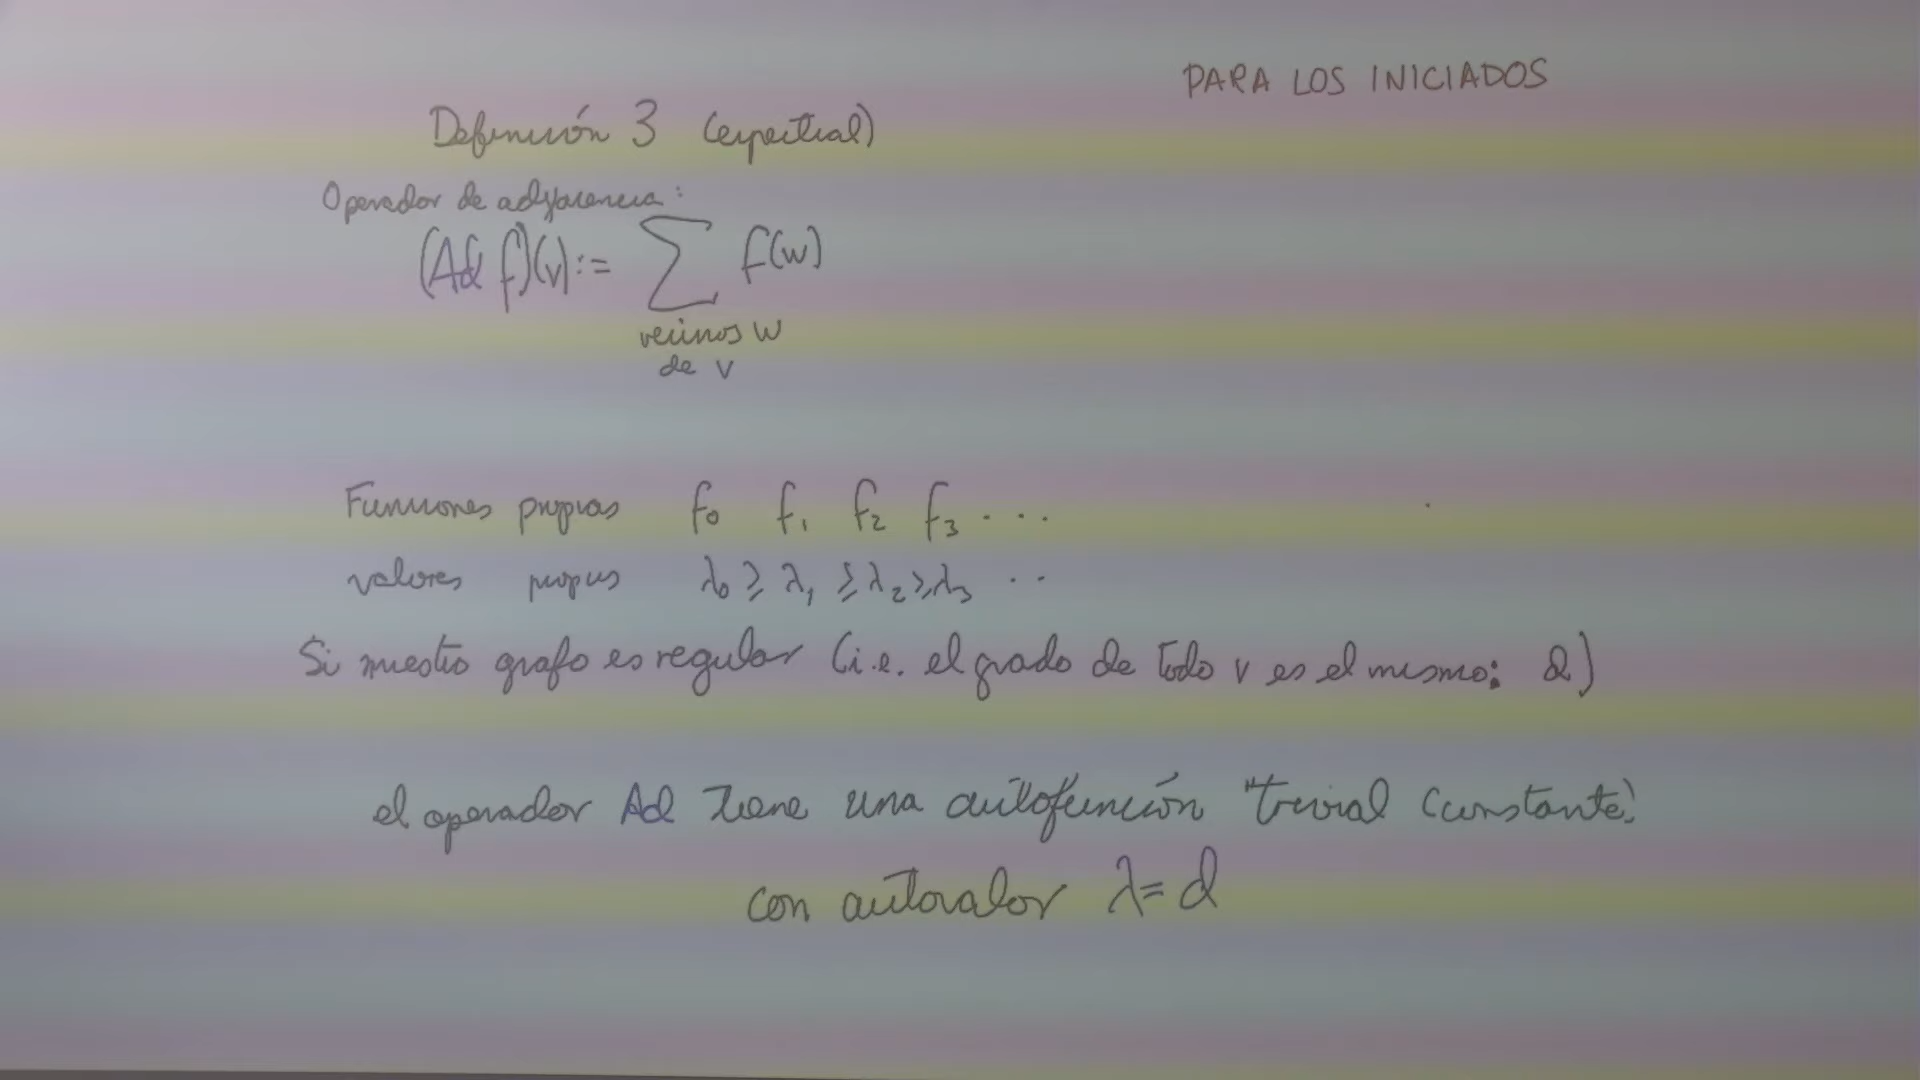 PARA LOS INICIADOS
Definición 3 (espectral)
Operador de adyacencia:
(Ad f)(v) := ∑ f(w)
vecinos w
de v
Funciones propias f₀ f₁ f₂ f₃ ...
valores propios λ₀ ≥ λ₁ ≥ λ₂ ≥ λ₃ ..
Si nuestro grafo es regular (i.e. el grado de todo v es el mismo: d)
el operador Ad tiene una autofunción "trivial constante"
con autovalor λ = d